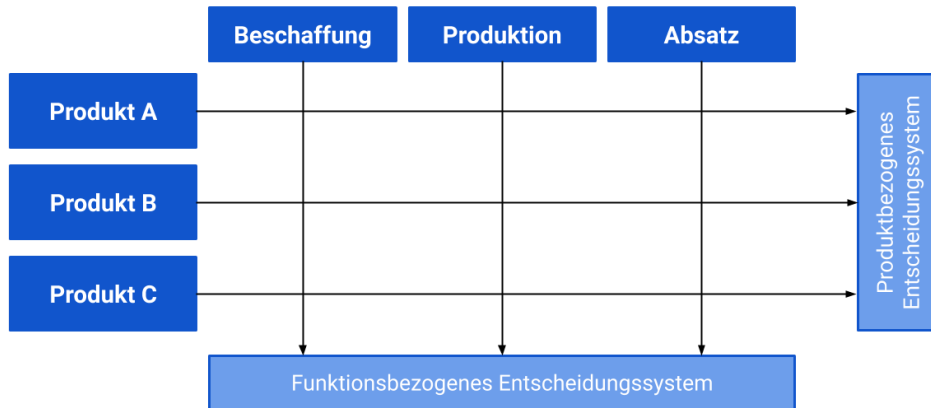 Beschaffung
Produktion
Absatz
Produkt A
Produkt B
Produkt C
Produktbezogenes
Entscheidungssystem
Funktionsbezogenes Entscheidungssystem